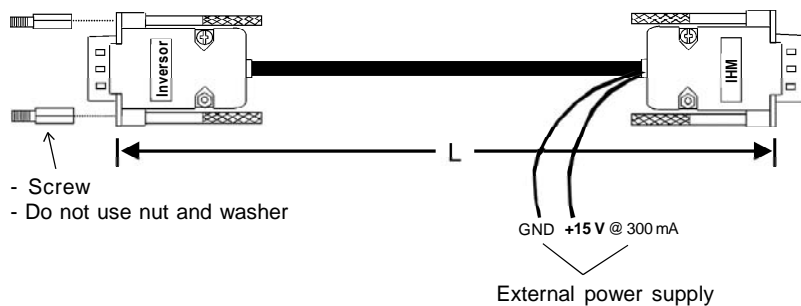 Inversor
IHM
L
- Screw
- Do not use nut and washer
GND +15 V @ 300 mA
External power supply